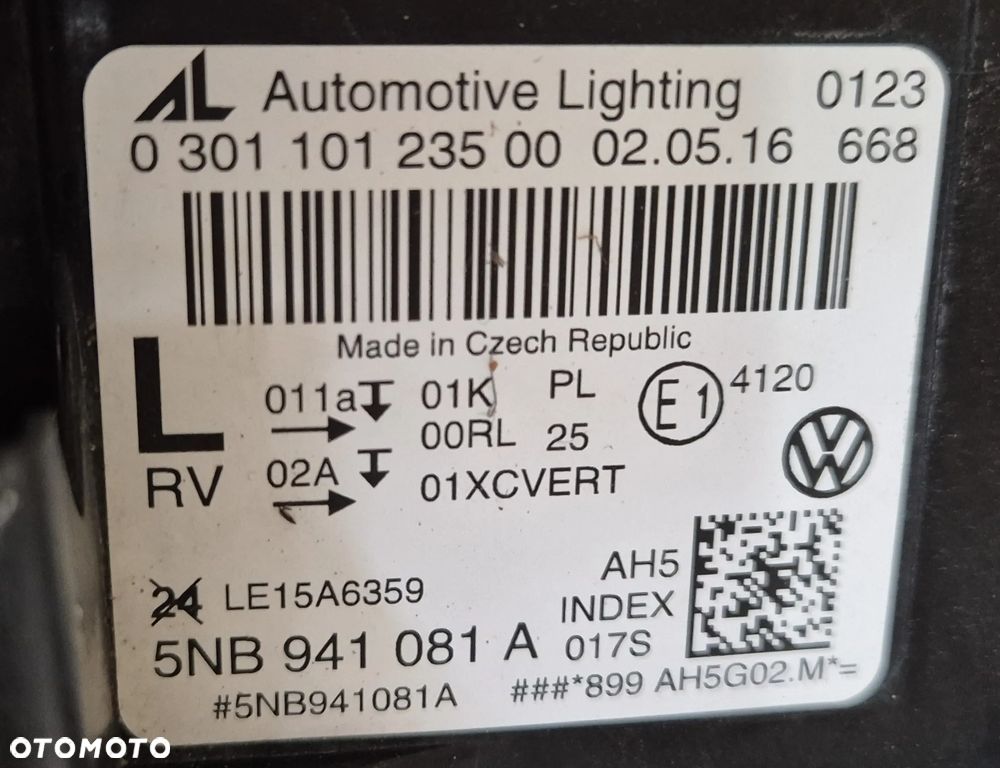 AL Automotive Lighting 0123
0 301 101 235 00 02.05.16 668
Made in Czech Republic
L 011a 01K PL E1 4120
00RL 25
RV 02A 01XCVERT
24 LE15A6359 AH5
INDEX
5NB 941 081 A 017S
#5NB941081A ###*899 AH5G02.M*=
OTOMOTO